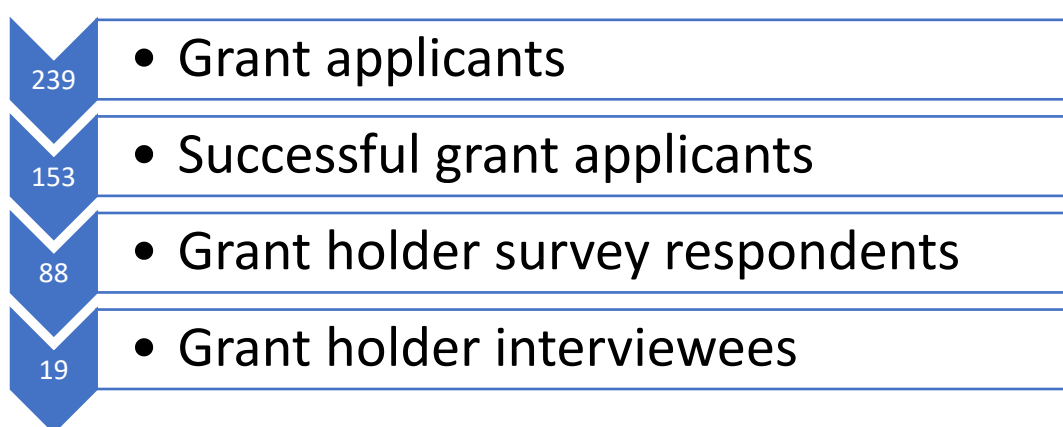 239
• Grant applicants
153
• Successful grant applicants
88
• Grant holder survey respondents
19
• Grant holder interviewees